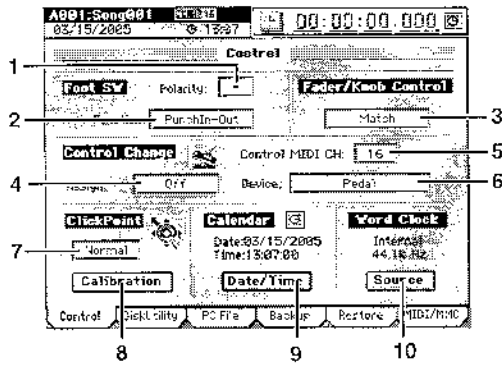 A001:Song001
03/15/2005 13:07 00:00:00.000
Control
1
Foot SW Polarity: - Fader/Knob Control
2 PunchIn-Out Match 3
Control Change Control MIDI CH: 16 5
4 Assign: Off Device: Pedal 6
ClickPoint Calendar Word Clock
7 Normal Date:03/15/2005 Internal
Time:13:07:00
Calibration Date/Time Source
Control DiskUtility PC File Backup Restore MIDI/MMC
8 9 10